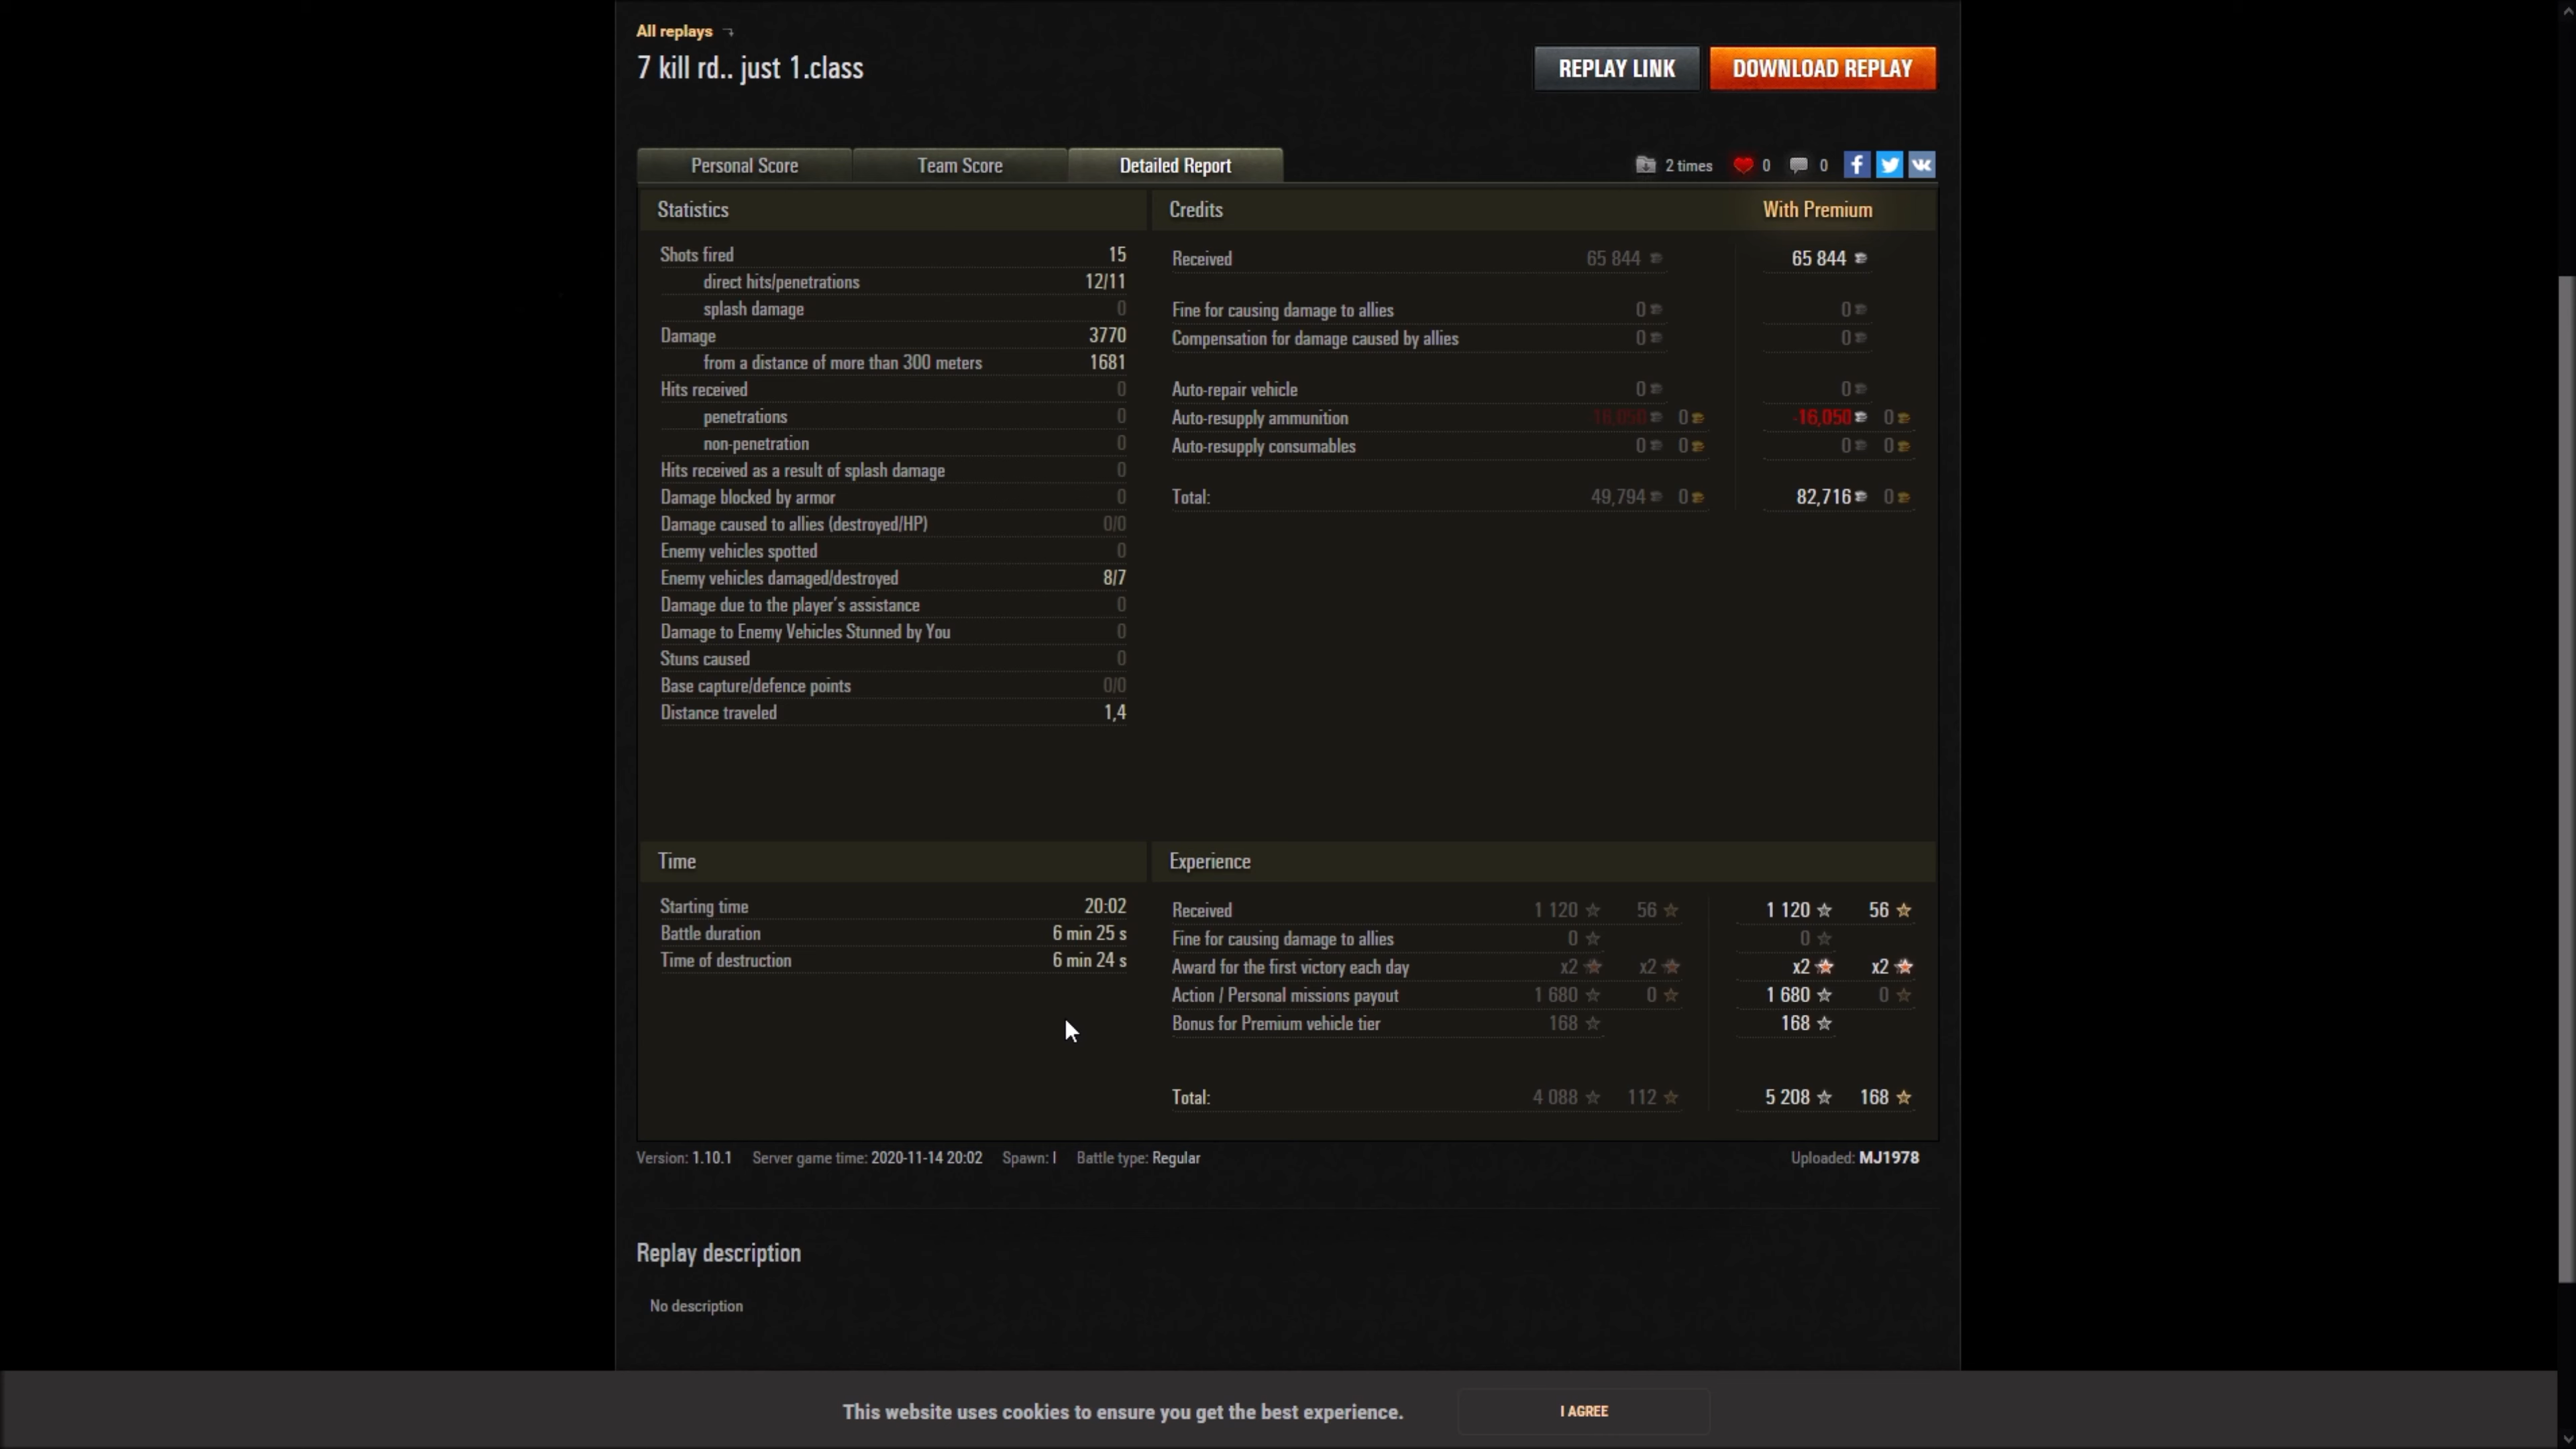 All replays
7 kill rd.. just 1.class
REPLAY LINK
DOWNLOAD REPLAY
Personal Score Team Score Detailed Report
2 times 0 0
Statistics
Shots fired 15
direct hits/penetrations 12/11
splash damage 0
Damage 3770
from a distance of more than 300 meters 1681
Hits received 0
penetrations 0
non-penetration 0
Hits received as a result of splash damage 0
Damage blocked by armor 0
Damage caused to allies (destroyed/HP) 0/0
Enemy vehicles spotted 0
Enemy vehicles damaged/destroyed 8/7
Damage due to the player's assistance 0
Damage to Enemy Vehicles Stunned by You 0
Stuns caused 0
Base capture/defence points 0/0
Distance traveled 1,4
Credits With Premium
Received 65 844 65 844
Fine for causing damage to allies 0 0
Compensation for damage caused by allies 0 0
Auto-repair vehicle 0 0
Auto-resupply ammunition -16,050 0 -16,050 0
Auto-resupply consumables 0 0 0 0
Total: 49,794 0 82,716 0
Time
Starting time 20:02
Battle duration 6 min 25 s
Time of destruction 6 min 24 s
Experience
Received 1 120 56 1 120 56
Fine for causing damage to allies 0 0
Award for the first victory each day x2 x2 x2 x2
Action / Personal missions payout 1 680 0 1 680 0
Bonus for Premium vehicle tier 168 168
Total: 4 088 112 5 208 168
Version: 1.10.1 Server game time: 2020-11-14 20:02 Spawn: I Battle type: Regular Uploaded: MJ1978
Replay description
No description
This website uses cookies to ensure you get the best experience.
I AGREE